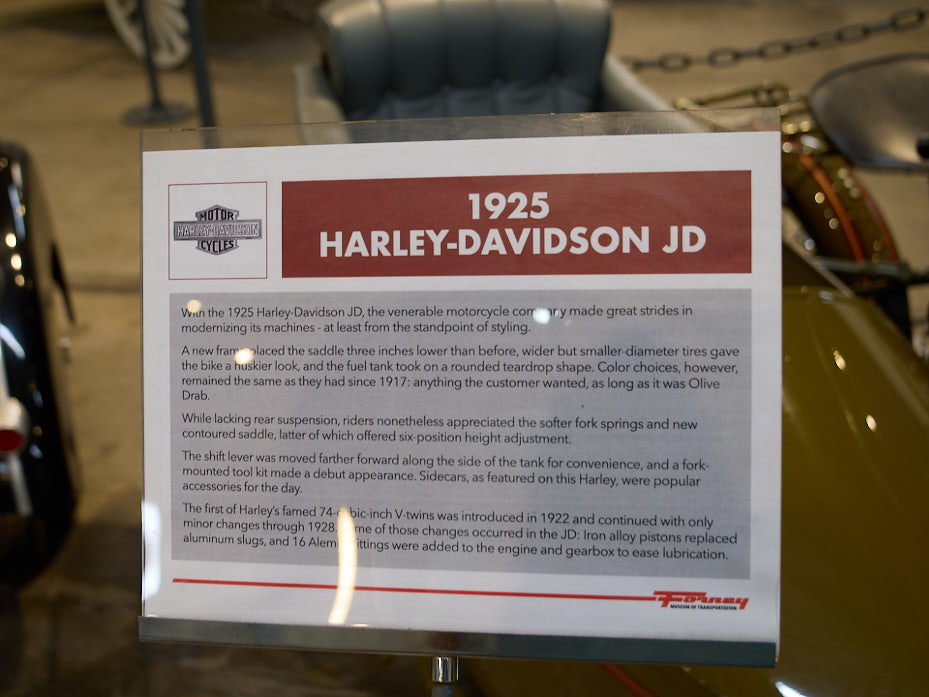 MOTOR
HARLEY-DAVIDSON
CYCLES
1925
HARLEY-DAVIDSON JD
With the 1925 Harley-Davidson JD, the venerable motorcycle company made great strides in
modernizing its machines - at least from the standpoint of styling.
A new frame placed the saddle three inches lower than before, wider but smaller-diameter tires gave
the bike a huskier look, and the fuel tank took on a rounded teardrop shape. Color choices, however,
remained the same as they had since 1917: anything the customer wanted, as long as it was Olive
Drab.
While lacking rear suspension, riders nonetheless appreciated the softer fork springs and new
contoured saddle, latter of which offered six-position height adjustment.
The shift lever was moved farther forward along the side of the tank for convenience, and a fork-
mounted tool kit made a debut appearance. Sidecars, as featured on this Harley, were popular
accessories for the day.
The first of Harley's famed 74-cubic-inch V-twins was introduced in 1922 and continued with only
minor changes through 1928. Some of those changes occurred in the JD: Iron alloy pistons replaced
aluminum slugs, and 16 Alemite fittings were added to the engine and gearbox to ease lubrication.
Forney
MUSEUM OF TRANSPORTATION